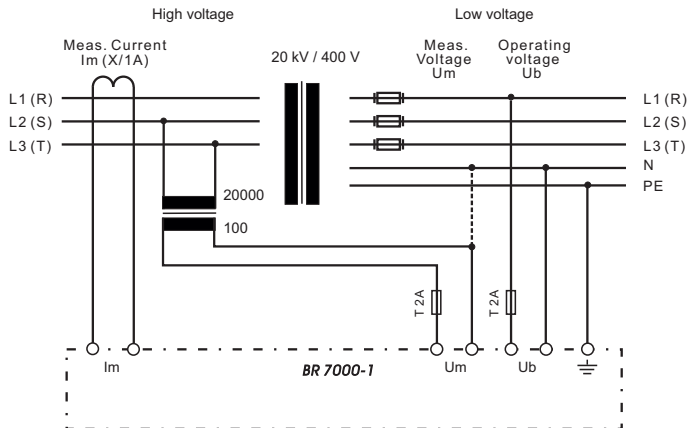 High voltage
Low voltage
Meas. Current
Im (X/1A)
20 kV / 400 V
Meas.
Voltage
Um
Operating
voltage
Ub
L1 (R)
L1 (R)
L2 (S)
L2 (S)
L3 (T)
L3 (T)
N
PE
20000
100
T 2A
T 2A
Im
BR 7000-1
Um
Ub